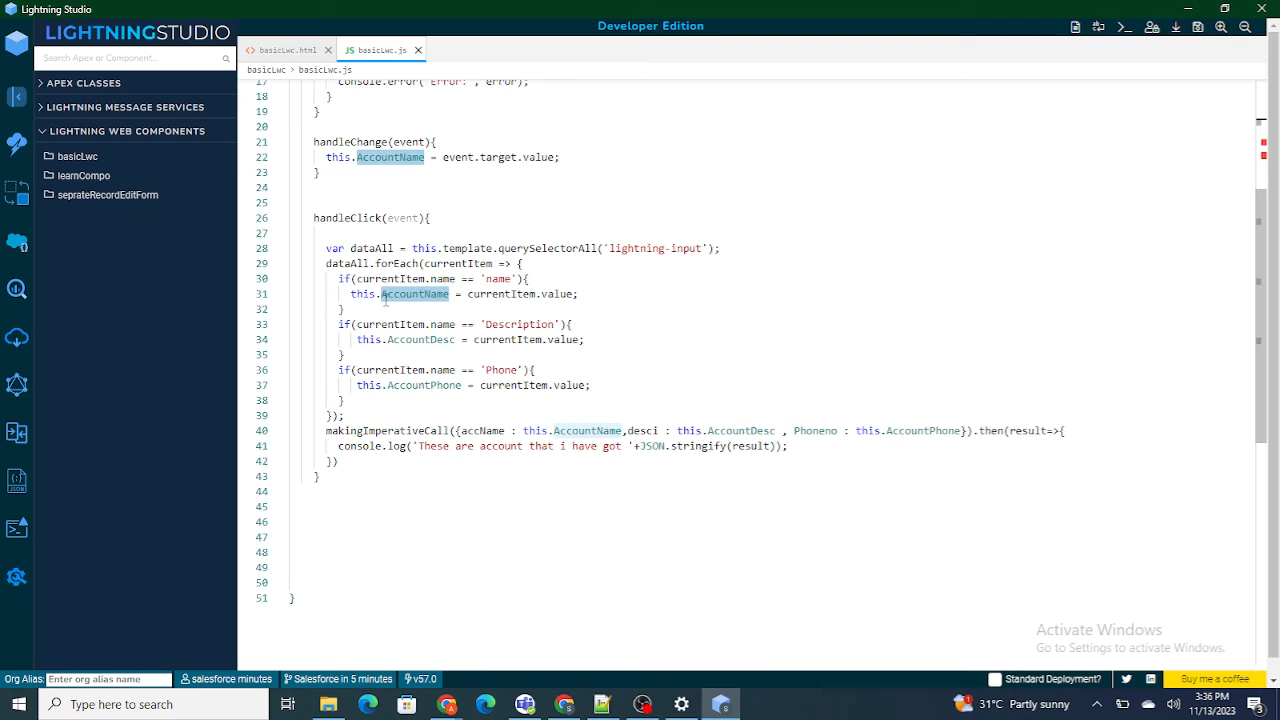 Lightning Studio
LIGHTNINGSTUDIO
Developer Edition
Search Apex or Component...
APEX CLASSES
LIGHTNING MESSAGE SERVICES
LIGHTNING WEB COMPONENTS
basicLwc
learnCompo
seprateRecordEditForm
<> basicLwc.html ×
JS basicLwc.js ×
basicLwc > basicLwc.js
17 console.error('Error:', error);
18 }
19 }
20
21 handleChange(event){
22 this.AccountName = event.target.value;
23 }
24
25
26 handleClick(event){
27
28 var dataAll = this.template.querySelectorAll('lightning-input');
29 dataAll.forEach(currentItem => {
30 if(currentItem.name == 'name'){
31 this.AccountName = currentItem.value;
32 }
33 if(currentItem.name == 'Description'){
34 this.AccountDesc = currentItem.value;
35 }
36 if(currentItem.name == 'Phone'){
37 this.AccountPhone = currentItem.value;
38 }
39 });
40 makingImperativeCall({accName : this.AccountName,desci : this.AccountDesc , Phoneno : this.AccountPhone}).then(result=>{
41 console.log('These are account that i have got '+JSON.stringify(result));
42 })
43 }
44
45
46
47
48
49
50
51 }
Activate Windows
Go to Settings to activate Windows.
Org Alias: Enter org alias name salesforce minutes Salesforce in 5 minutes v57.0 Standard Deployment? Buy me a coffee
Type here to search 31°C Partly sunny 3:36 PM
11/13/2023
3